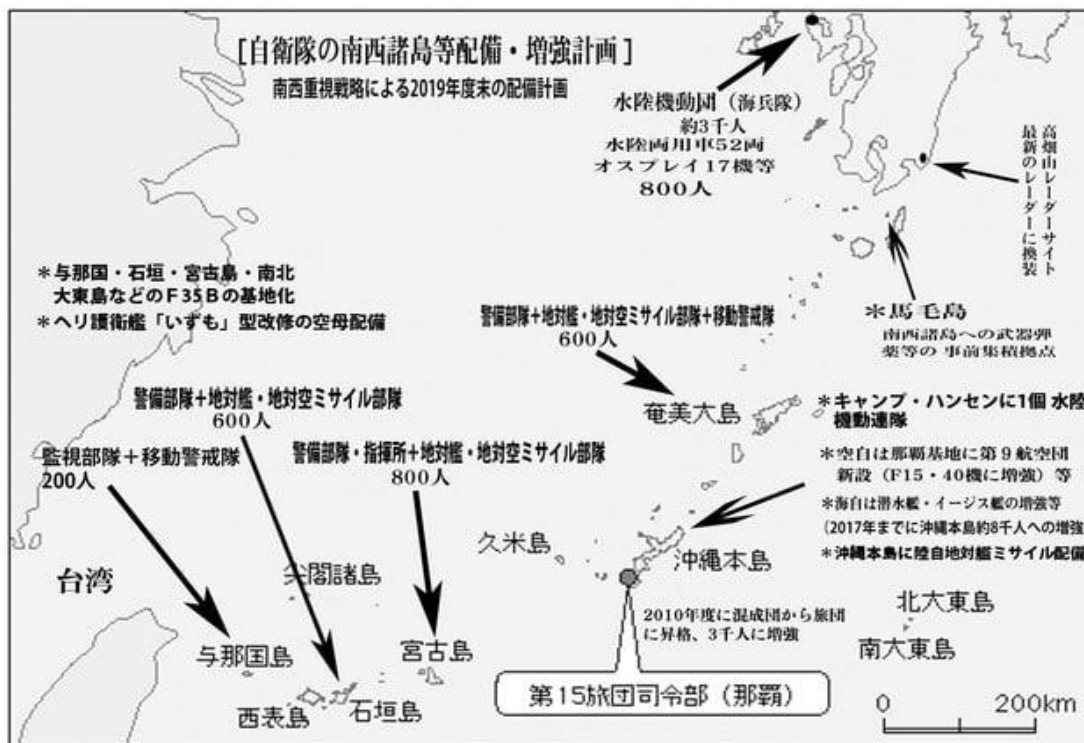 [自衛隊の南西諸島等配備・増強計画]
南西重視戦略による2019年度末の配備計画
水陸機動団（海兵隊）
約3千人
水陸両用車52両
オスプレイ17機等
800人
高畑山レーダーサイト
最新のレーダーに換装
＊与那国・石垣・宮古島・南北
大東島などのF35Bの基地化
＊ヘリ護衛艦「いずも」型改修の空母配備
＊馬毛島
南西諸島への武器弾
薬等の 事前集積拠点
警備部隊＋地対艦・地対空ミサイル部隊＋移動警戒隊
600人
奄美大島
警備部隊＋地対艦・地対空ミサイル部隊
600人
＊キャンプ・ハンセンに1個 水陸
機動連隊
監視部隊＋移動警戒隊
200人
警備部隊・指揮所＋地対艦・地対空ミサイル部隊
800人
＊空自は那覇基地に第９航空団
新設（F15・40機に増強）等
＊海自は潜水艦・イージス艦の増強等
（2017年までに沖縄本島約8千人への増強
＊沖縄本島に陸自地対艦ミサイル配備
久米島
沖縄本島
台湾
尖閣諸島
北大東島
2010年度に混成団から旅団
に昇格、3千人に増強
南大東島
与那国島
宮古島
西表島
石垣島
第15旅団司令部（那覇）
0 200km